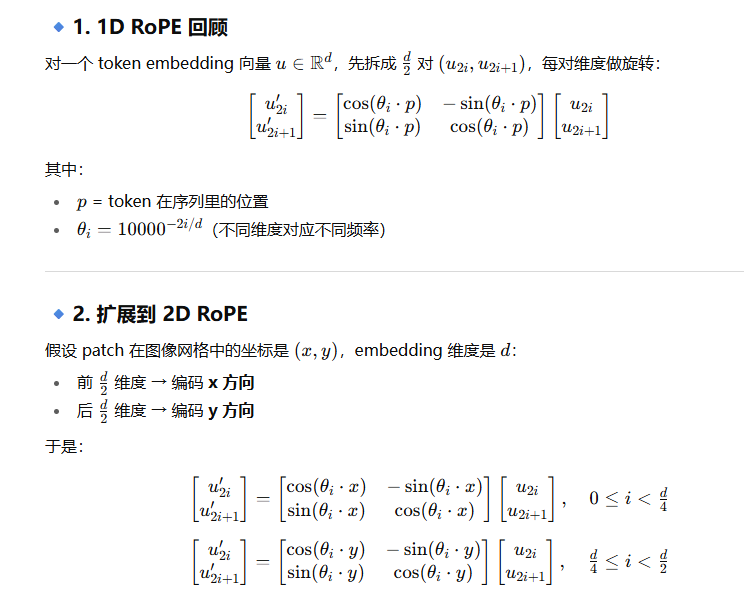 1. 1D RoPE 回顾
对一个 token embedding 向量 $u \in \mathbb{R}^d$，先拆成 $\frac{d}{2}$ 对 $(u_{2i}, u_{2i+1})$，每对维度做旋转：
$\begin{bmatrix} u'_{2i} \\ u'_{2i+1} \end{bmatrix} = \begin{bmatrix} \cos(\theta_i \cdot p) & -\sin(\theta_i \cdot p) \\ \sin(\theta_i \cdot p) & \cos(\theta_i \cdot p) \end{bmatrix} \begin{bmatrix} u_{2i} \\ u_{2i+1} \end{bmatrix}$
其中：
• $p$ = token 在序列里的位置
• $\theta_i = 10000^{-2i/d}$（不同维度对应不同频率）
2. 扩展到 2D RoPE
假设 patch 在图像网格中的坐标是 $(x, y)$，embedding 维度是 $d$：
• 前 $\frac{d}{2}$ 维度 → 编码 x 方向
• 后 $\frac{d}{2}$ 维度 → 编码 y 方向
于是：
$\begin{bmatrix} u'_{2i} \\ u'_{2i+1} \end{bmatrix} = \begin{bmatrix} \cos(\theta_i \cdot x) & -\sin(\theta_i \cdot x) \\ \sin(\theta_i \cdot x) & \cos(\theta_i \cdot x) \end{bmatrix} \begin{bmatrix} u_{2i} \\ u_{2i+1} \end{bmatrix}, \quad 0 \le i < \frac{d}{4}$
$\begin{bmatrix} u'_{2i} \\ u'_{2i+1} \end{bmatrix} = \begin{bmatrix} \cos(\theta_i \cdot y) & -\sin(\theta_i \cdot y) \\ \sin(\theta_i \cdot y) & \cos(\theta_i \cdot y) \end{bmatrix} \begin{bmatrix} u_{2i} \\ u_{2i+1} \end{bmatrix}, \quad \frac{d}{4} \le i < \frac{d}{2}$